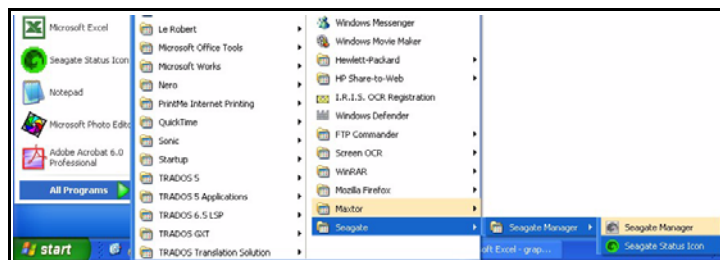 Microsoft Excel
Seagate Status Icon
Notepad
Microsoft Photo Edito
Adobe Acrobat 6.0
Professional
All Programs
start
Le Robert
Microsoft Office Tools
Microsoft Works
Nero
PrintMe Internet Printing
QuickTime
Sonic
Startup
TRADOS 5
TRADOS 5 Applications
TRADOS 6.5 LSP
TRADOS GXT
TRADOS Translation Solution
Windows Messenger
Windows Movie Maker
Hewlett-Packard
HP Share-to-Web
I.R.I.S. OCR Registration
Windows Defender
FTP Commander
Screen OCR
WinRAR
Mozilla Firefox
Maxtor
Seagate
Seagate Manager
Seagate Manager
Seagate Status Icon
oft Excel - grap...